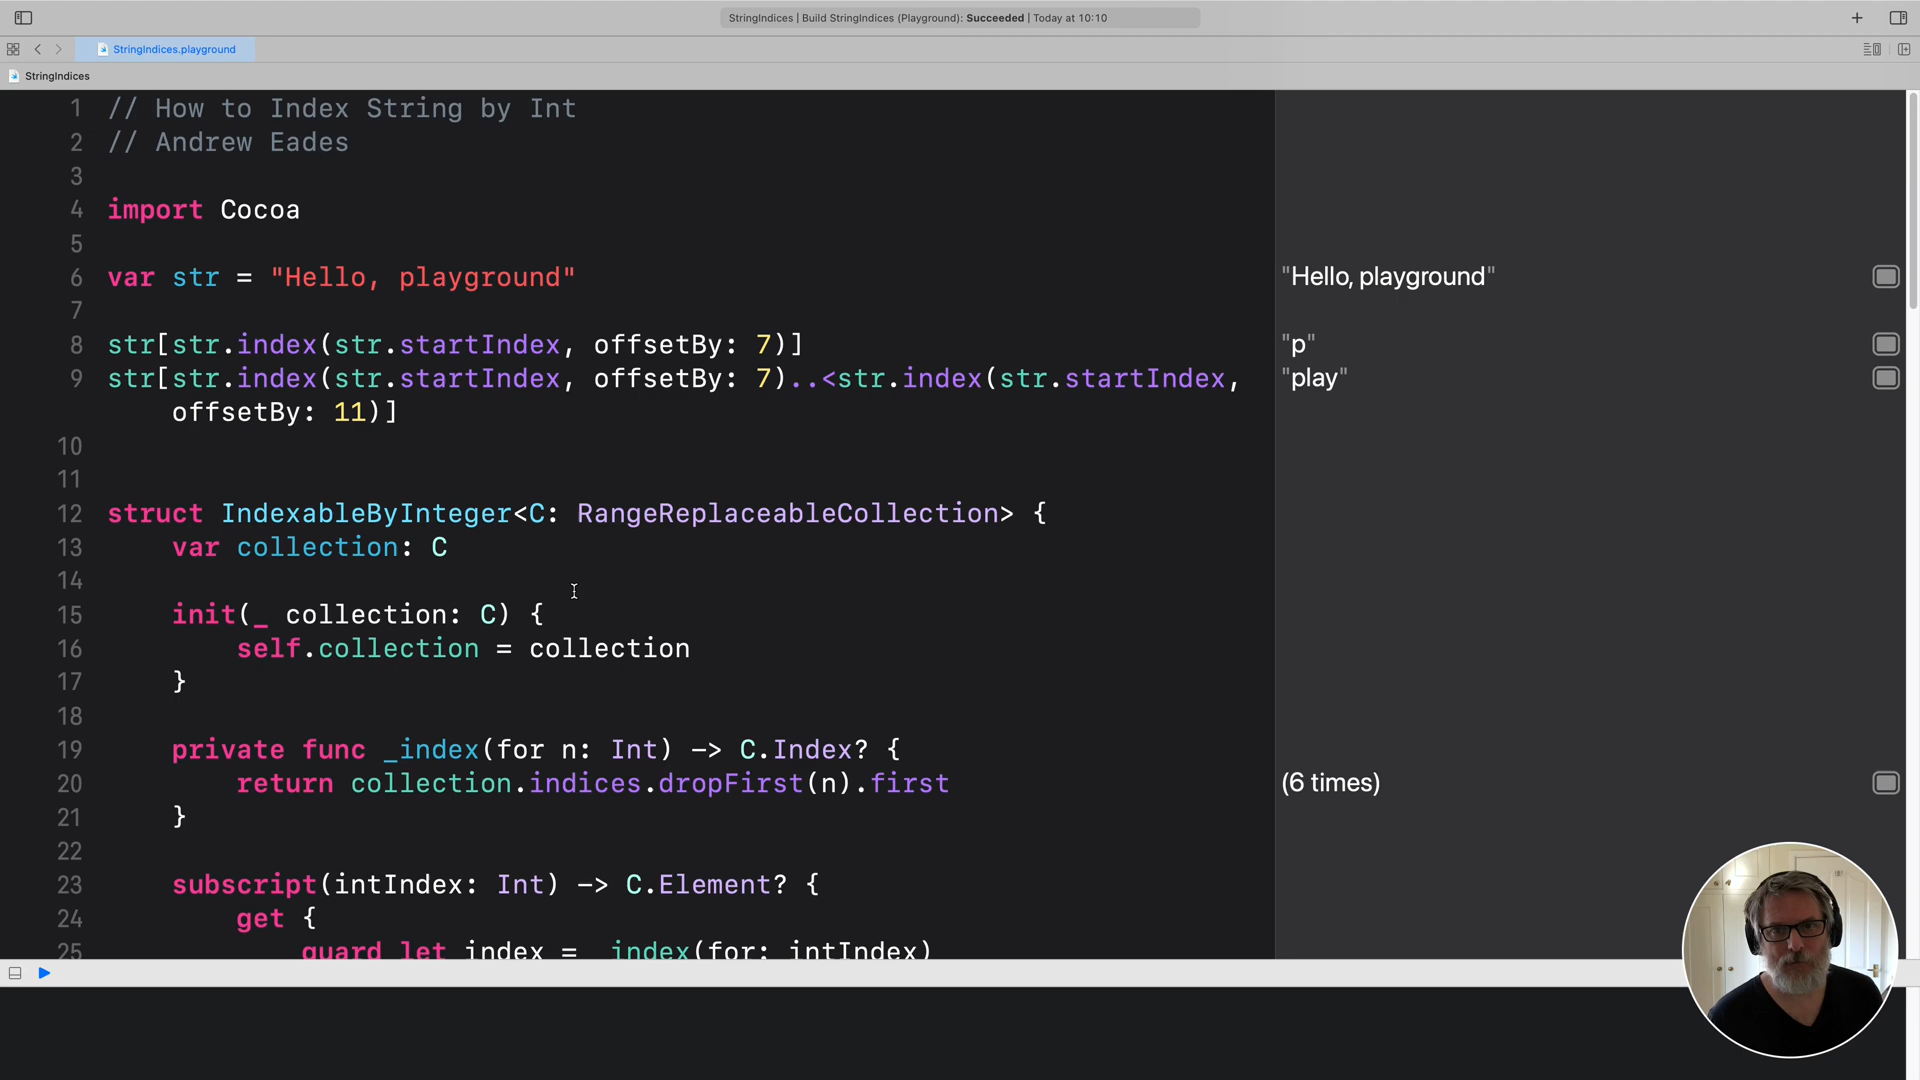 StringIndices | Build StringIndices (Playground): Succeeded | Today at 10:10
StringIndices.playground
StringIndices
1 // How to Index String by Int
2 // Andrew Eades
3
4 import Cocoa
5
6 var str = "Hello, playground"
"Hello, playground"
7
8 str[str.index(str.startIndex, offsetBy: 7)]
"p"
9 str[str.index(str.startIndex, offsetBy: 7)..<str.index(str.startIndex,
"play"
offsetBy: 11)]
10
11
12 struct IndexableByInteger<C: RangeReplaceableCollection> {
13 var collection: C
14
15 init(_ collection: C) {
16 self.collection = collection
17 }
18
19 private func _index(for n: Int) -> C.Index? {
20 return collection.indices.dropFirst(n).first
(6 times)
21 }
22
23 subscript(intIndex: Int) -> C.Element? {
24 get {
25 guard let index = _index(for: intIndex)